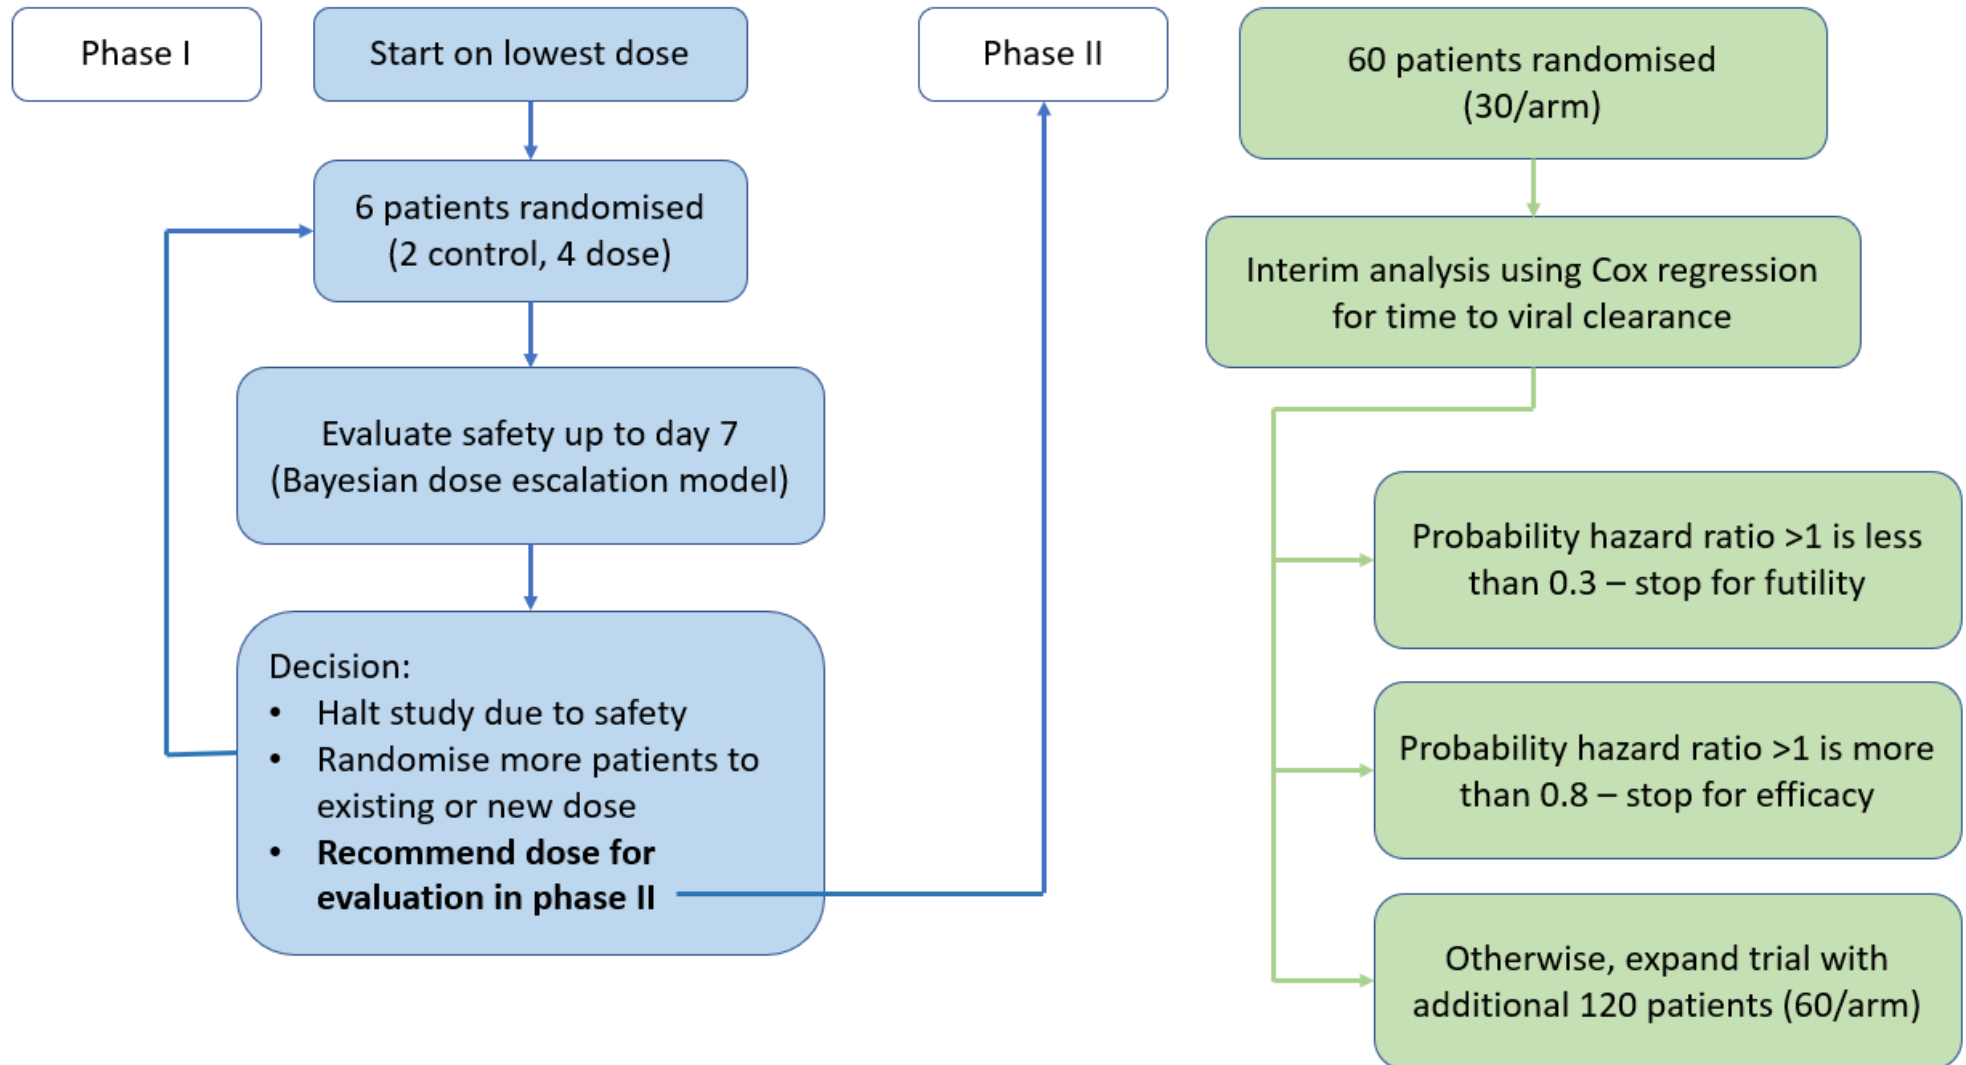 Phase I
Start on lowest dose
6 patients randomised
(2 control, 4 dose)
Evaluate safety up to day 7
(Bayesian dose escalation model)
Decision:
• Halt study due to safety
• Randomise more patients to
existing or new dose
• Recommend dose for
evaluation in phase II
Phase II
60 patients randomised
(30/arm)
Interim analysis using Cox regression
for time to viral clearance
Probability hazard ratio >1 is less
than 0.3 – stop for futility
Probability hazard ratio >1 is more
than 0.8 – stop for efficacy
Otherwise, expand trial with
additional 120 patients (60/arm)